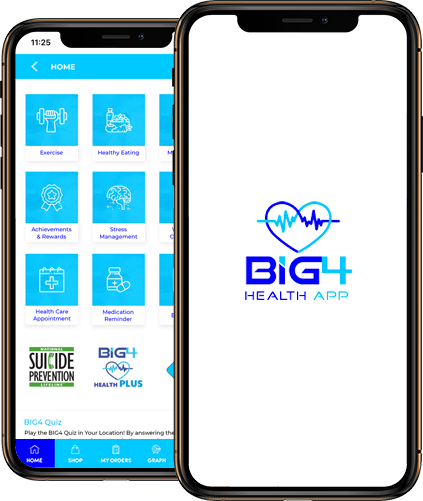 11:25
HOME
Exercise
Healthy Eating
Achievements
& Rewards
Stress
Management
Health Care
Appointment
Medication
Reminder
NATIONAL
SUICIDE
PREVENTION
LIFELINE
BIG4
HEALTH PLUS
BIG4 Quiz
Play the BIG4 Quiz in Your Location! By answering the
HOME
SHOP
MY ORDERS
GRAPH
BIG4
HEALTH APP